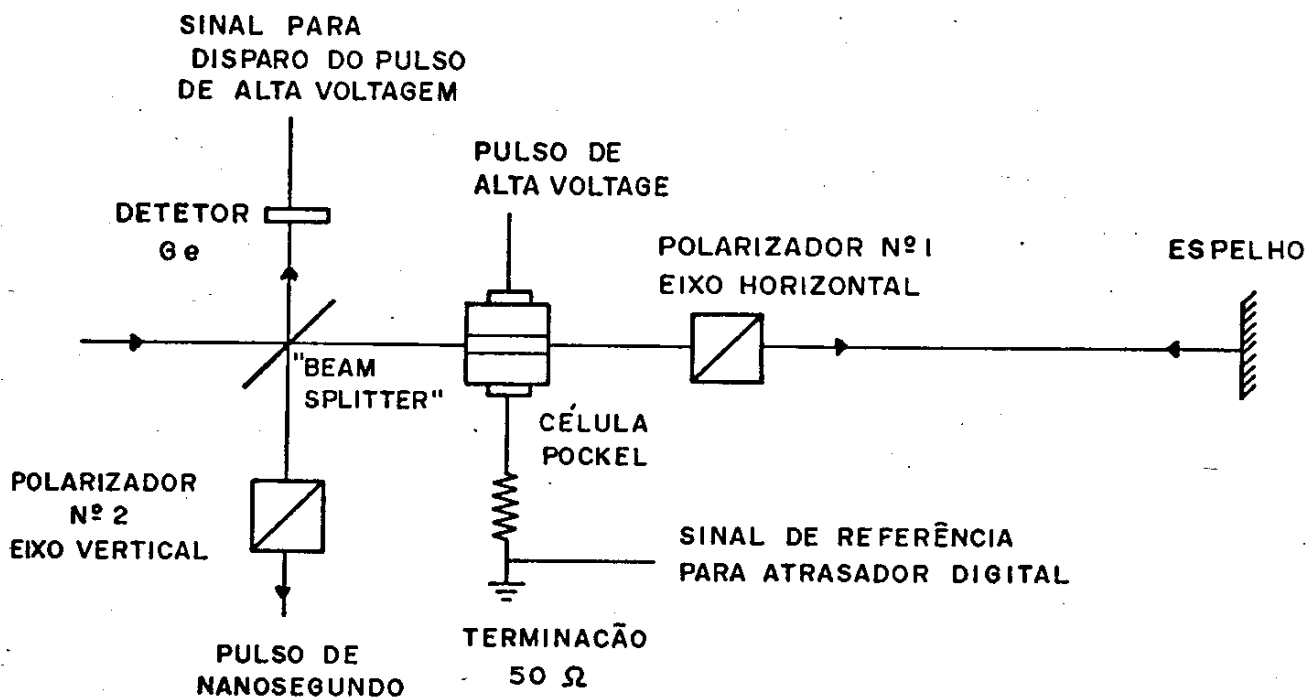 SINAL PARA
DISPARO DO PULSO
DE ALTA VOLTAGEM
PULSO DE
ALTA VOLTAGE
DETETOR
Ge
POLARIZADOR Nº 1
EIXO HORIZONTAL
ESPELHO
"BEAM
SPLITTER"
CÉLULA
POCKEL
POLARIZADOR
Nº 2
EIXO VERTICAL
SINAL DE REFERÊNCIA
PARA ATRASADOR DIGITAL
TERMINACÃO
50 Ω
PULSO DE
NANOSEGUNDO